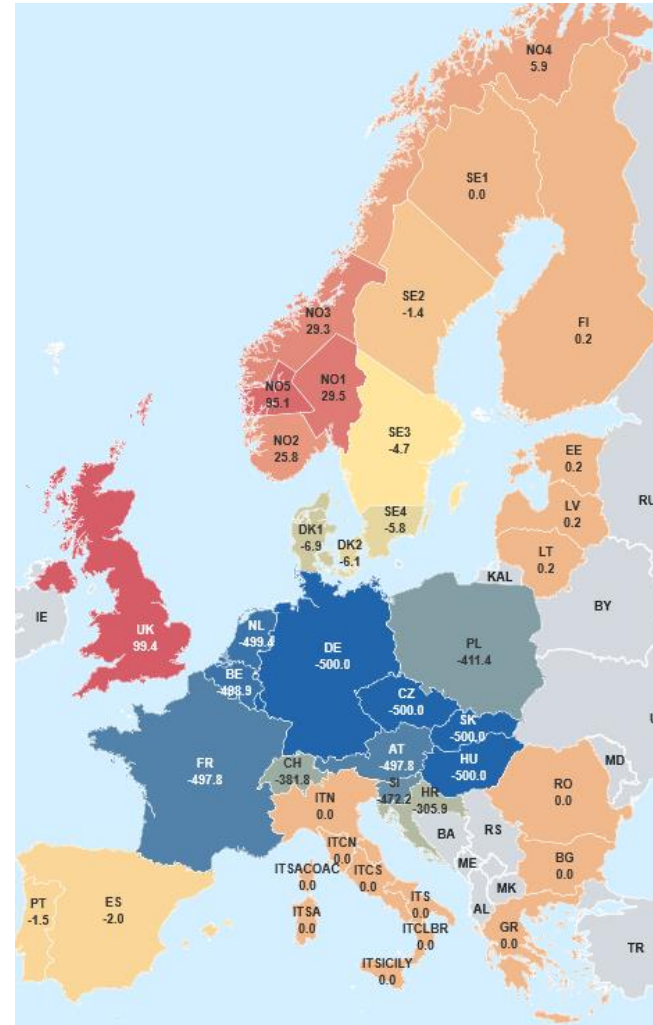 NO4
5.9
SE1
0.0
SE2
-1.4
FI
0.2
NO3
29.3
NO5
95.1
NO1
29.5
NO2
25.8
SE3
-4.7
SE4
-5.8
EE
0.2
LV
0.2
LT
0.2
RU
DK1
-6.9
DK2
-6.1
KAL
BY
IE
UK
99.4
NL
-499.4
DE
-500.0
PL
-411.4
BE
-498.9
CZ
-500.0
SK
-500.0
U
FR
-497.8
CH
-381.8
AT
-497.8
HU
-500.0
MD
SI
-472.2
HR
-305.9
RO
0.0
ITN
0.0
BA
RS
ITCN
0.0
ME
BG
0.0
ITSACOAC
0.0
ITCS
0.0
MK
AL
PT
-1.5
ES
-2.0
ITSA
0.0
ITS
0.0
ITCLBR
0.0
GR
0.0
TR
ITSICILY
0.0